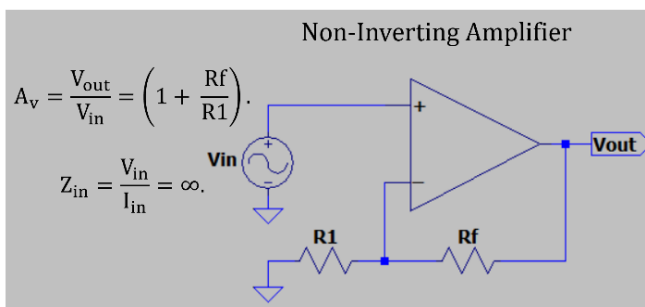 Non-Inverting Amplifier
A_v = V_out / V_in = (1 + Rf / R1).
Z_in = V_in / I_in = ∞.
Vin
+
−
+
−
Vout
R1
Rf